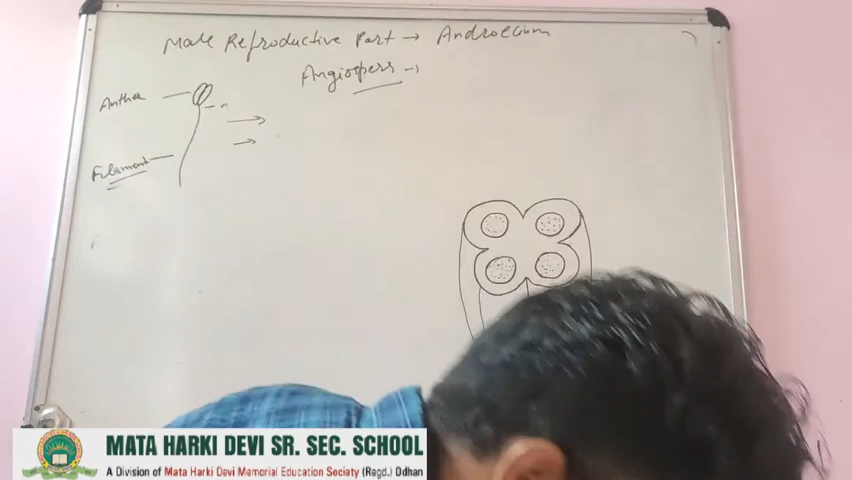 Male Reproductive Part → Androecium
Angiospers →
Anther
Filament
MATA HARKI DEVI SR. SEC. SCHOOL
A Division of Mata Harki Devi Memorial Education Society (Regd.) Odhan